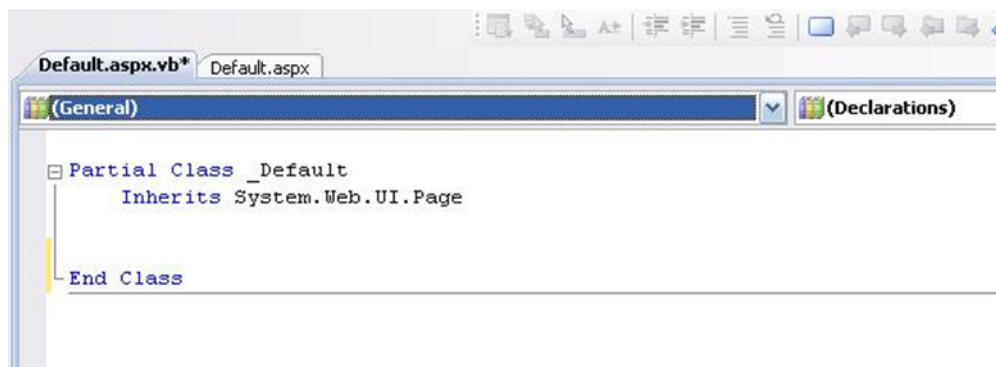 Default.aspx.vb* Default.aspx
(General) (Declarations)
Partial Class _Default
Inherits System.Web.UI.Page
End Class